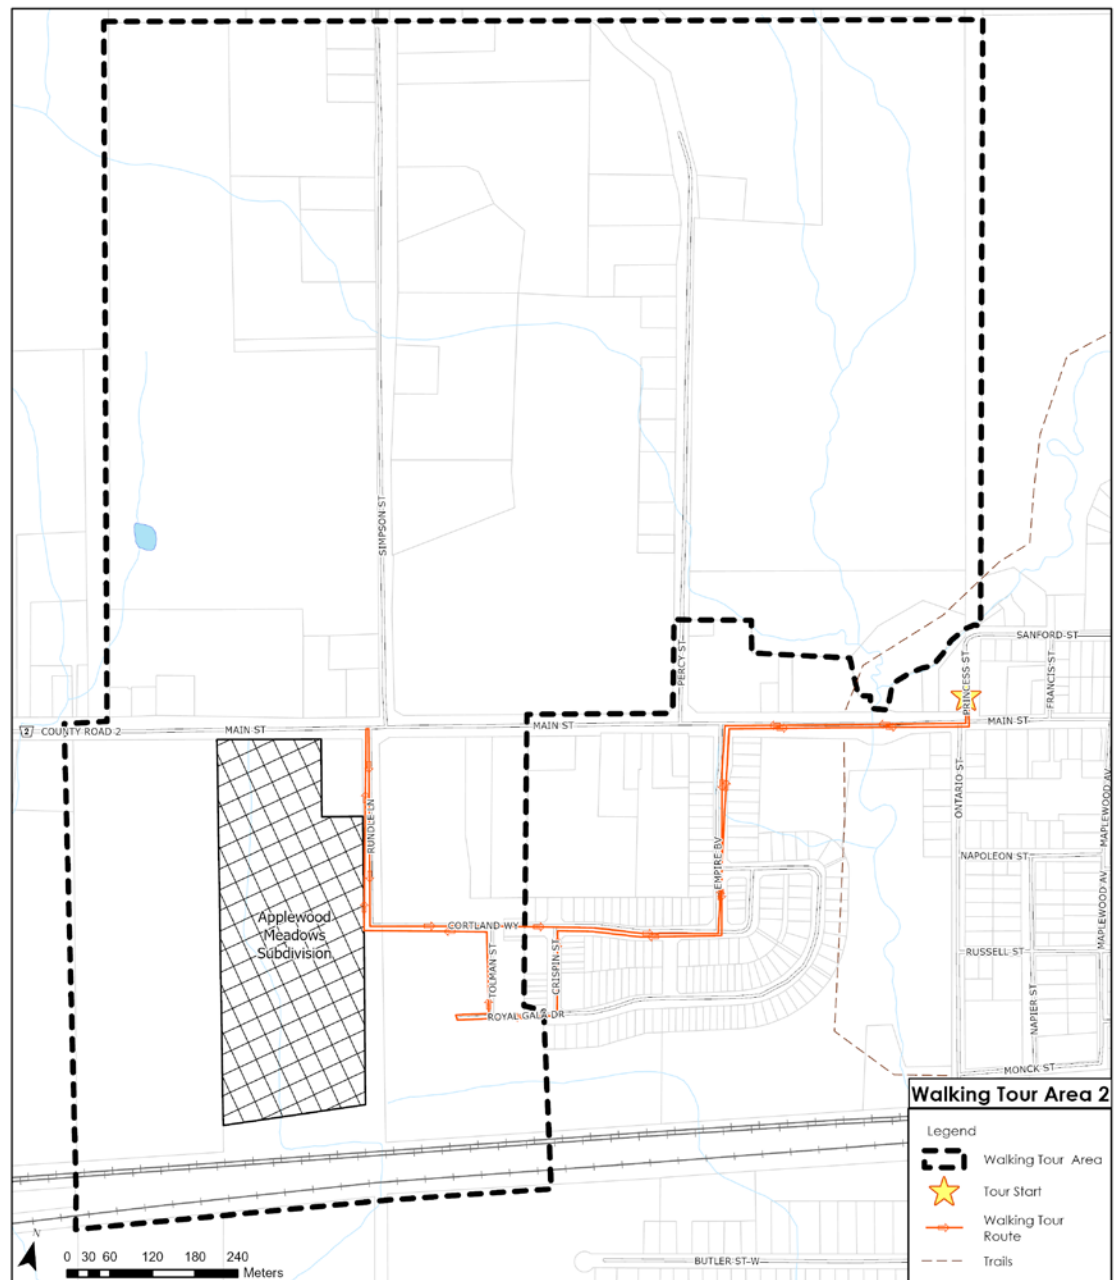 SIMPSON ST
PERCY ST
SANFORD ST
PRINCESS ST
FRANCIS ST
2 COUNTY ROAD 2
MAIN ST
MAIN ST
MAIN ST
RUNDLE LN
EMPIRE BV
ONTARIO ST
MAPLEWOOD AV
NAPOLEON ST
MAPLEWOOD AV
Applewood
Meadows
Subdivision
CORTLAND WY
TOLMAN ST
CRISPIN ST
RUSSELL ST
NAPIER ST
ROYAL GALA DR
MONCK ST
Walking Tour Area 2
Legend
Walking Tour Area
Tour Start
Walking Tour
Route
Trails
BUTLER ST W
N
0 30 60 120 180 240
Meters